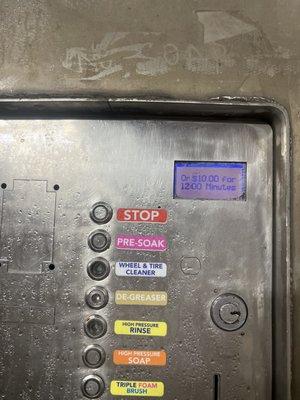 Or $10.00 for
12:00 Minutes
STOP
PRE-SOAK
WHEEL & TIRE
CLEANER
DE-GREASER
HIGH PRESSURE
RINSE
HIGH PRESSURE
SOAP
TRIPLE FOAM
BRUSH